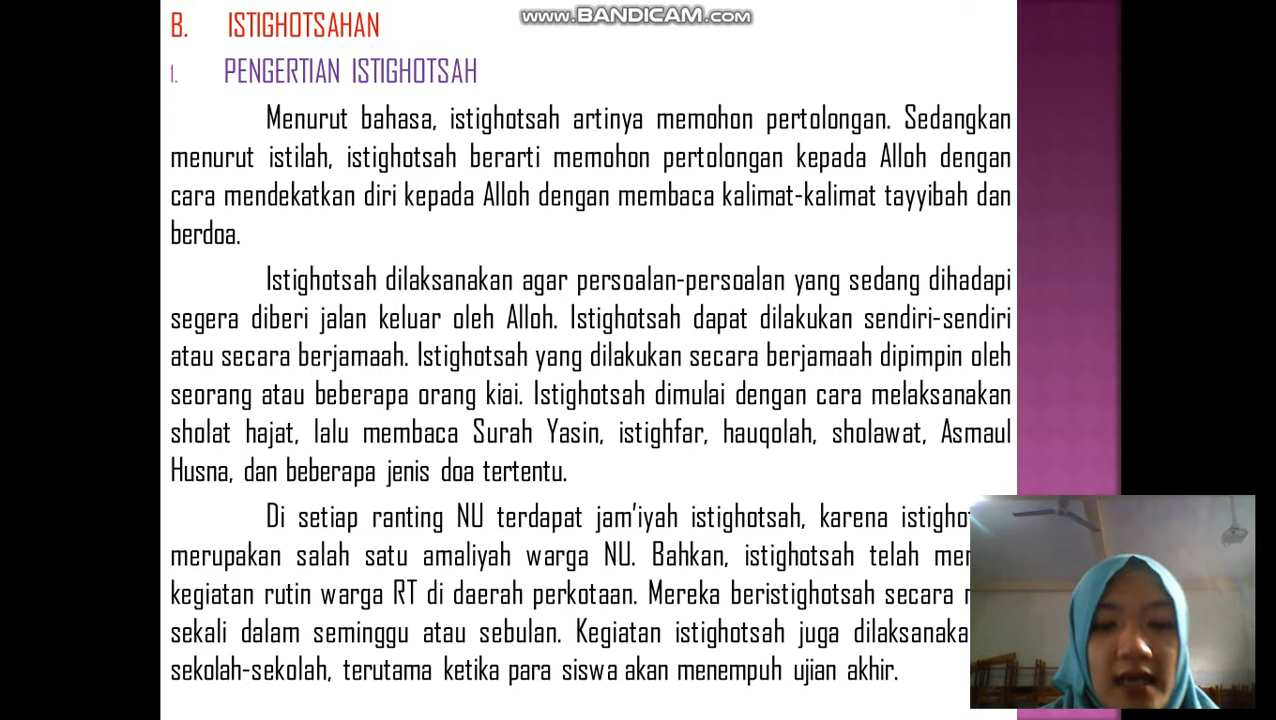 www.BANDICAM.com
B. ISTIGHOTSAHAN
1. PENGERTIAN ISTIGHOTSAH
Menurut bahasa, istighotsah artinya memohon pertolongan. Sedangkan
menurut istilah, istighotsah berarti memohon pertolongan kepada Alloh dengan
cara mendekatkan diri kepada Alloh dengan membaca kalimat-kalimat tayyibah dan
berdoa.
Istighotsah dilaksanakan agar persoalan-persoalan yang sedang dihadapi
segera diberi jalan keluar oleh Alloh. Istighotsah dapat dilakukan sendiri-sendiri
atau secara berjamaah. Istighotsah yang dilakukan secara berjamaah dipimpin oleh
seorang atau beberapa orang kiai. Istighotsah dimulai dengan cara melaksanakan
sholat hajat, lalu membaca Surah Yasin, istighfar, hauqolah, sholawat, Asmaul
Husna, dan beberapa jenis doa tertentu.
Di setiap ranting NU terdapat jam'iyah istighotsah, karena
merupakan salah satu amaliyah warga NU. Bahkan, istighotsah telah
kegiatan rutin warga RT di daerah perkotaan. Mereka beristighotsah secara
sekali dalam seminggu atau sebulan. Kegiatan istighotsah juga
sekolah-sekolah, terutama ketika para siswa akan menempuh ujian akhir.